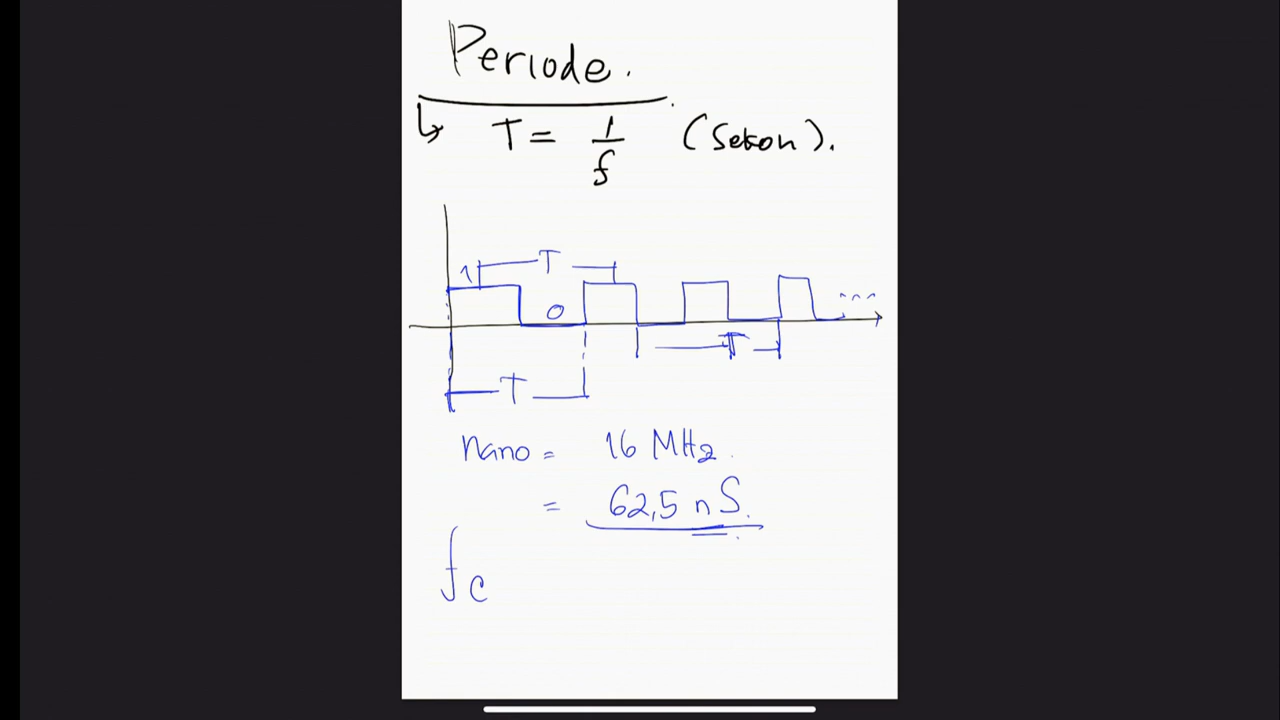 Periode.
↳ T = 1/f (Sekon).
1 T
0 ...
T
T
nano = 16 MHz.
= 62,5 nS.
fc